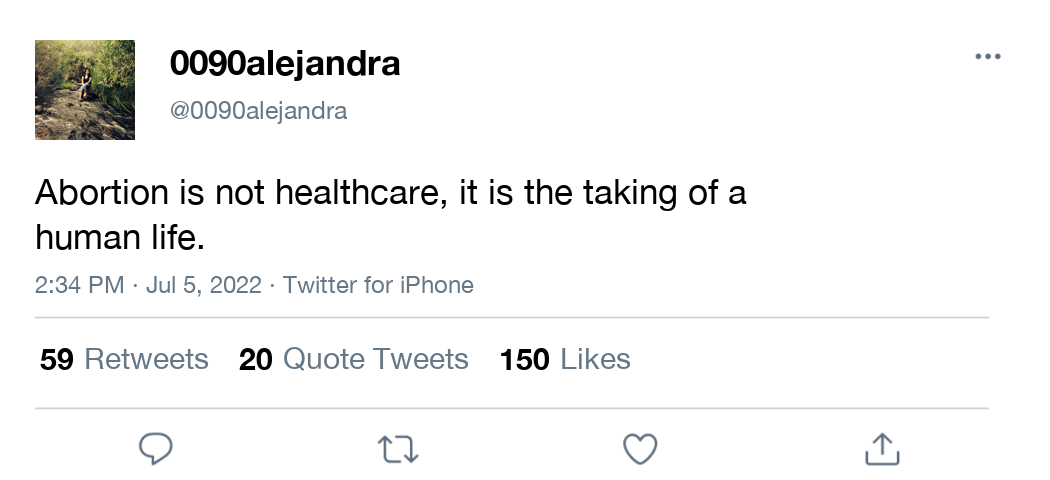 0090alejandra
@0090alejandra
Abortion is not healthcare, it is the taking of a
human life.
2:34 PM · Jul 5, 2022 · Twitter for iPhone
59 Retweets 20 Quote Tweets 150 Likes